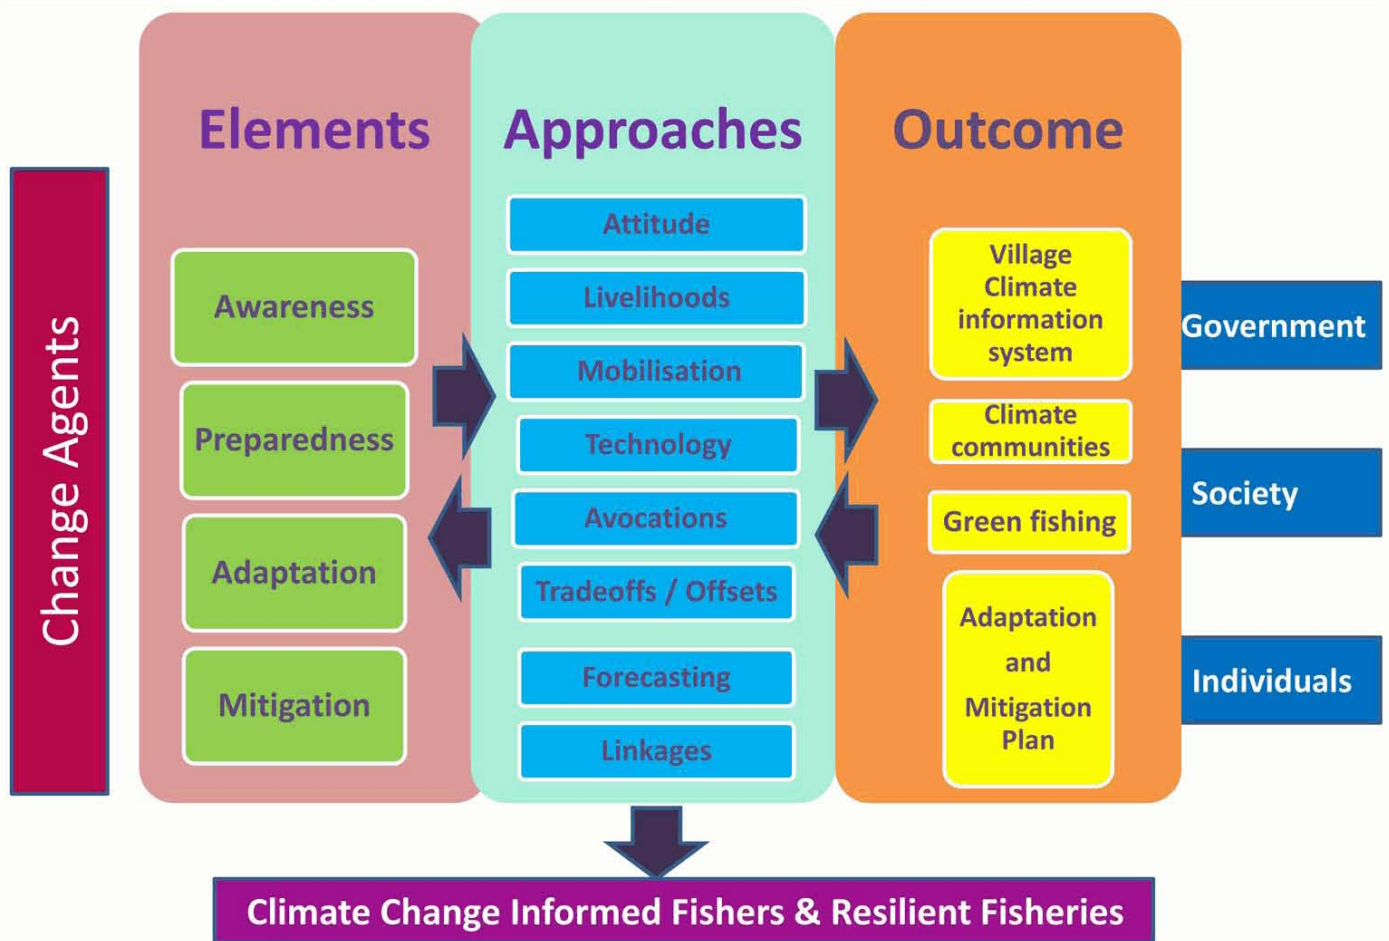 Change Agents
Elements
Awareness
Preparedness
Adaptation
Mitigation
Approaches
Attitude
Livelihoods
Mobilisation
Technology
Avocations
Tradeoffs / Offsets
Forecasting
Linkages
Outcome
Village
Climate
information
system
Climate
communities
Green fishing
Adaptation
and
Mitigation
Plan
Government
Society
Individuals
Climate Change Informed Fishers & Resilient Fisheries